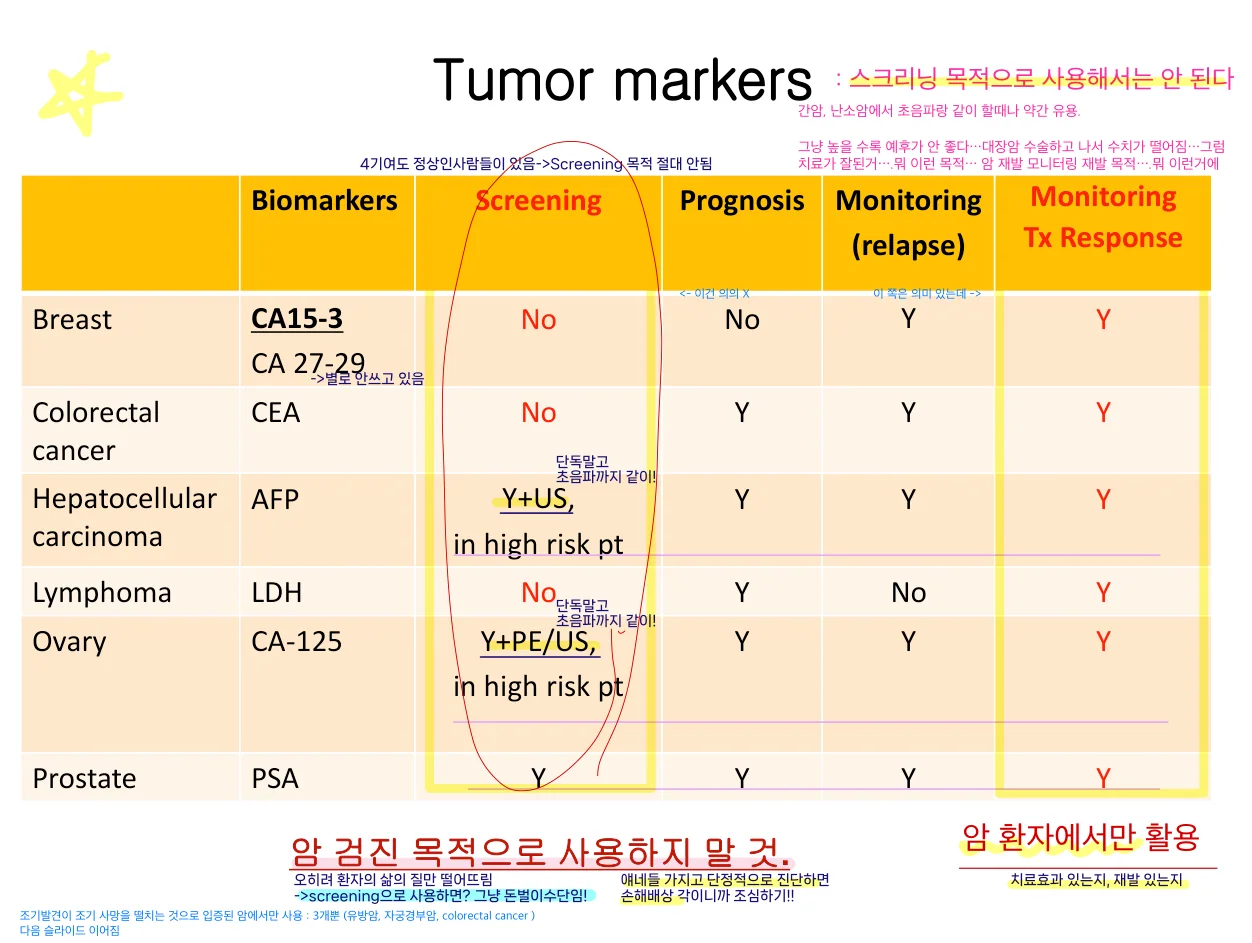 Tumor markers
: 스크리닝 목적으로 사용해서는 안 된다
간암, 난소암에서 초음파랑 같이 할때나 약간 유용.
그냥 높을 수록 예후가 안 좋다…대장암 수술하고 나서 수치가 떨어짐…그럼
치료가 잘된거….뭐 이런 목적… 암 재발 모니터링 재발 목적…뭐 이런거에
4기여도 정상인사람들이 있음->Screening 목적 절대 안됨
Biomarkers Screening Prognosis Monitoring (relapse) Monitoring Tx Response
<- 이건 의의 X 이 쪽은 의미 있는데 ->
Breast CA15-3 No No Y Y
CA 27-29
->별로 안쓰고 있음
Colorectal CEA No Y Y Y
cancer
단독말고
초음파까지 같이!
Hepatocellular AFP Y+US, Y Y Y
carcinoma in high risk pt
Lymphoma LDH No Y No Y
단독말고
초음파까지 같이!
Ovary CA-125 Y+PE/US, Y Y Y
in high risk pt
Prostate PSA Y Y Y Y
암 검진 목적으로 사용하지 말 것.
암 환자에서만 활용
오히려 환자의 삶의 질만 떨어뜨림
->screening으로 사용하면? 그냥 돈벌이수단임!
얘네들 가지고 단정적으로 진단하면
손해배상 각이니까 조심하기!!
치료효과 있는지, 재발 있는지
조기발견이 조기 사망을 떨치는 것으로 입증된 암에서만 사용 : 3개뿐 (유방암, 자궁경부암, colorectal cancer )
다음 슬라이드 이어짐